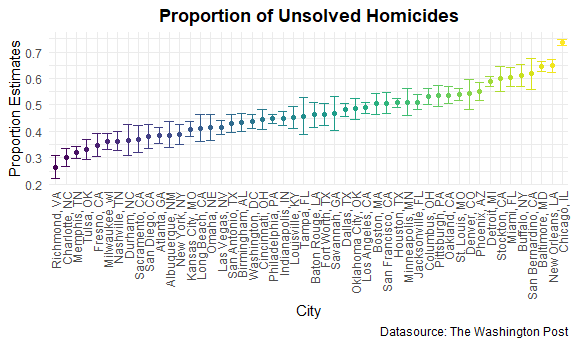 Proportion of Unsolved Homicides
Proportion Estimates
0.7
0.6
0.5
0.4
0.3
0.2
Richmond, VA
Charlotte, NC
Memphis, TN
Tulsa, OK
Fresno, CA
Milwaukee, WI
Nashville, TN
Durham, NC
Sacramento, CA
San Diego, CA
Atlanta, GA
Albuquerque, NM
New York, NY
Kansas City, MO
Long Beach, CA
Omaha, NE
Las Vegas, NV
San Antonio, TX
Birmingham, AL
Washington, DC
Cincinnati, OH
Philadelphia, PA
Indianapolis, IN
Louisville, KY
Tampa, FL
Baton Rouge, LA
Fort Worth, TX
Savannah, GA
Dallas, TX
Oklahoma City, OK
Los Angeles, CA
Boston, MA
San Francisco, CA
Houston, TX
Minneapolis, MN
Jacksonville, FL
Columbus, OH
Pittsburgh, PA
Oakland, CA
St. Louis, MO
Denver, CO
Phoenix, AZ
Detroit, MI
Stockton, CA
Miami, FL
Buffalo, NY
San Bernardino, CA
Baltimore, MD
New Orleans, LA
Chicago, IL
City
Datasource: The Washington Post